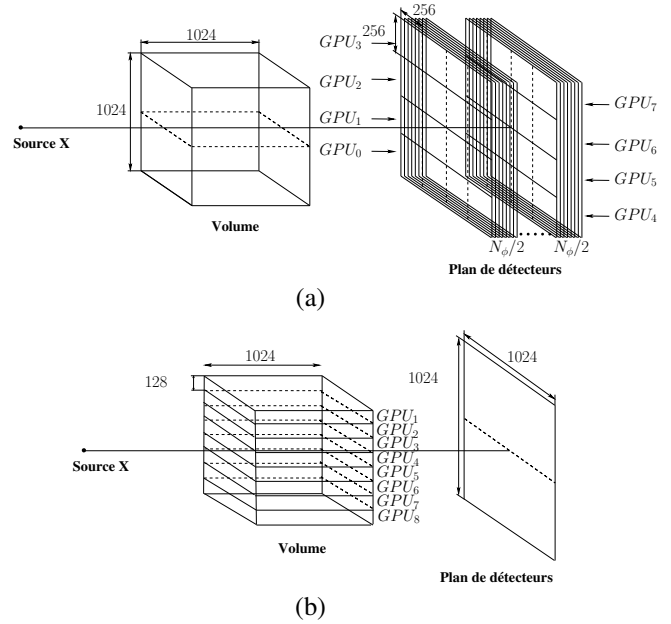 256
1024
256
GPU_3
GPU_2
1024
GPU_7
GPU_1
Source X
GPU_6
GPU_0
GPU_5
GPU_4
Volume
N_ϕ/2
N_ϕ/2
Plan de détecteurs
(a)
1024
1024
128
1024
GPU_1
GPU_2
GPU_3
Source X
GPU_4
GPU_5
GPU_6
GPU_7
GPU_8
Volume
Plan de détecteurs
(b)